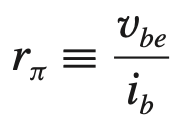 r_π ≡ v_be / i_b